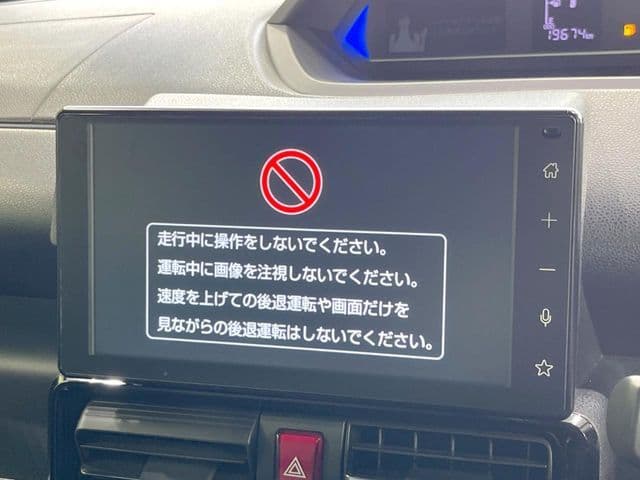 19674km
走行中に操作をしないでください。
運転中に画像を注視しないでください。
速度を上げての後退運転や画面だけを
見ながらの後退運転はしないでください。